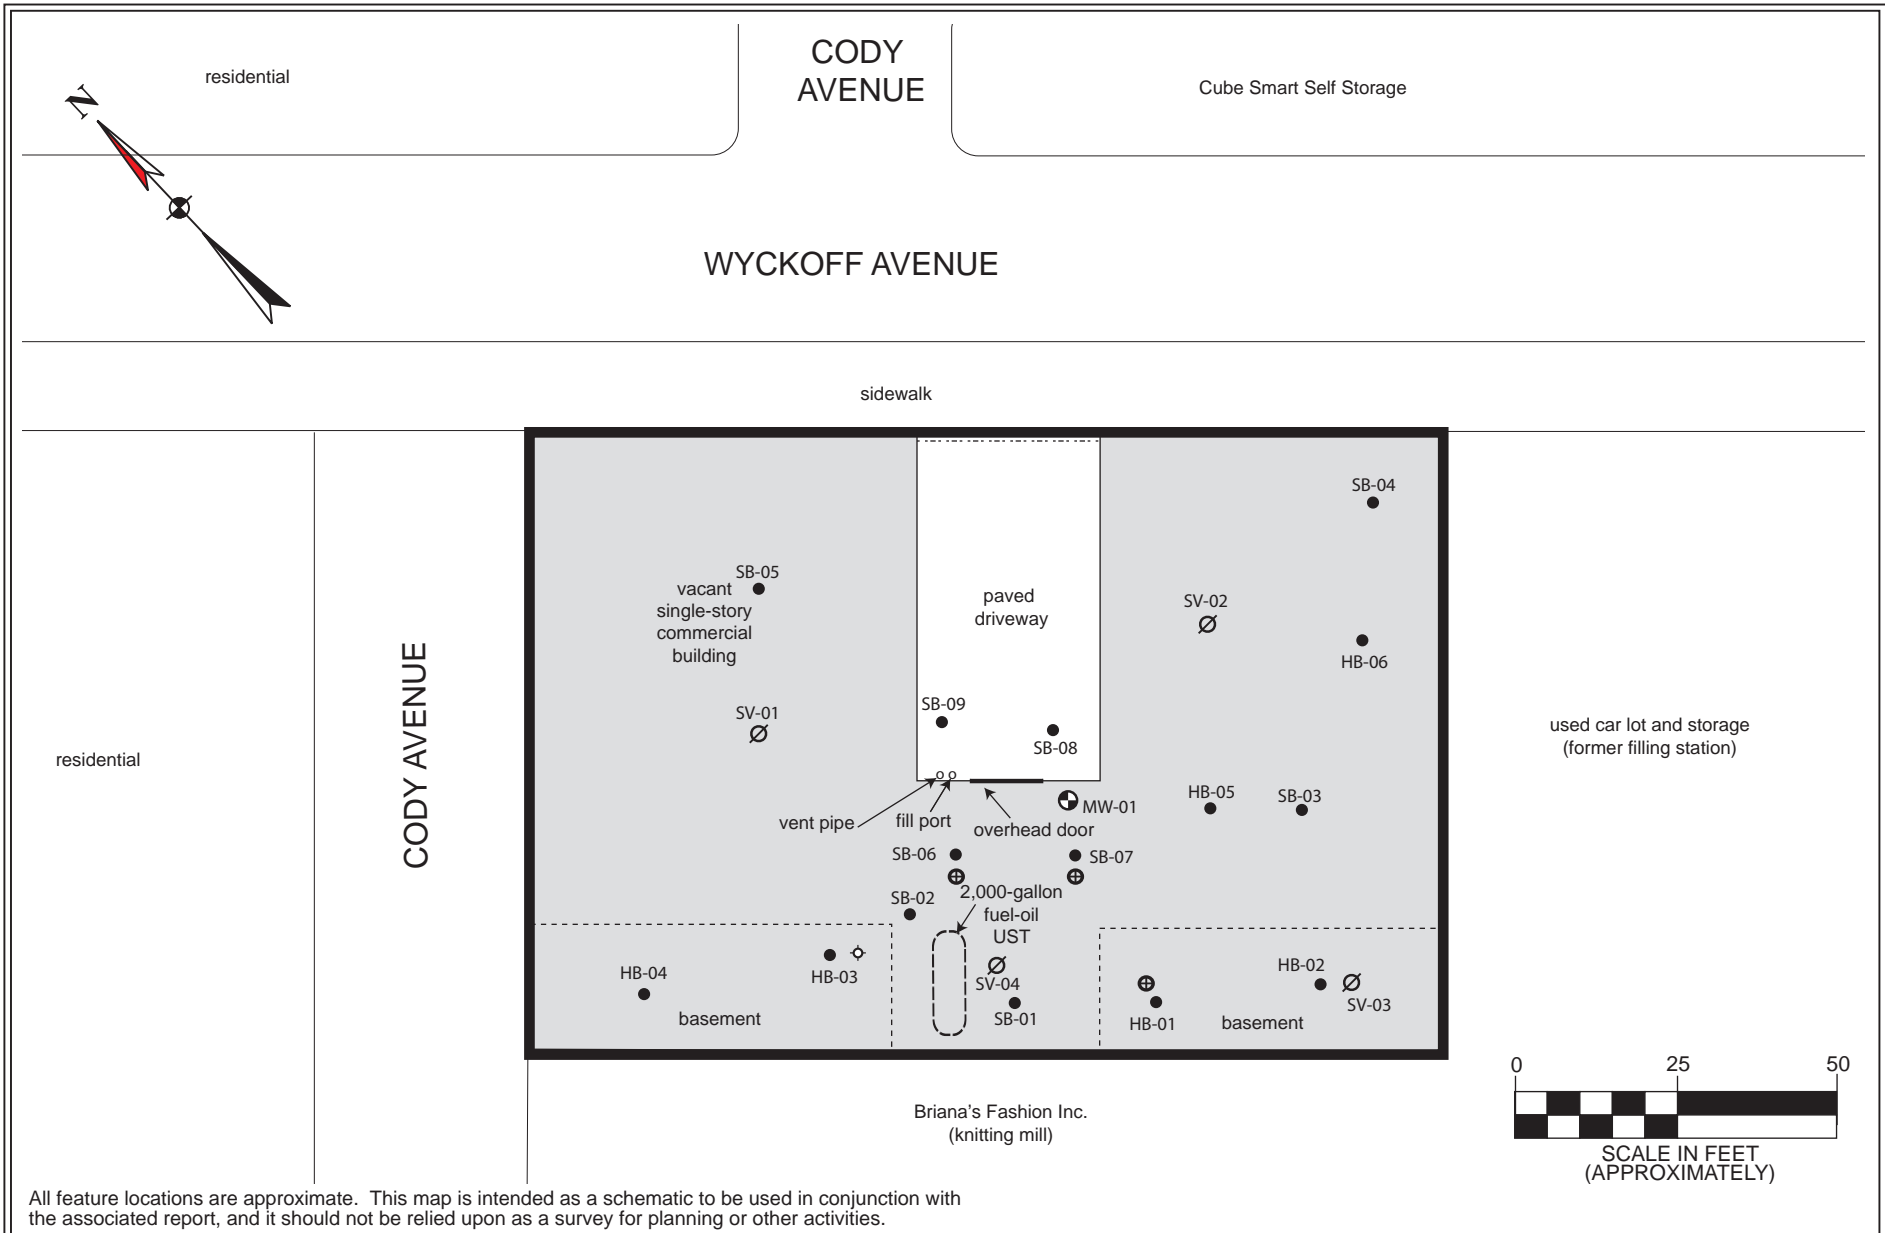 CODY
AVENUE
residential
Cube Smart Self Storage
N
WYCKOFF AVENUE
sidewalk
SB-04
SB-05
vacant
single-story
commercial
building
paved
driveway
SV-02
HB-06
SV-01
SB-09
SB-08
used car lot and storage
(former filling station)
residential
CODY AVENUE
HB-05
SB-03
MW-01
vent pipe
fill port
overhead door
SB-06
SB-07
2,000-gallon
fuel-oil
UST
SB-02
HB-04
HB-03
SV-04
SB-01
HB-02
SV-03
HB-01
basement
basement
0 25 50
SCALE IN FEET
(APPROXIMATELY)
Briana's Fashion Inc.
(knitting mill)
All feature locations are approximate. This map is intended as a schematic to be used in conjunction with
the associated report, and it should not be relied upon as a survey for planning or other activities.